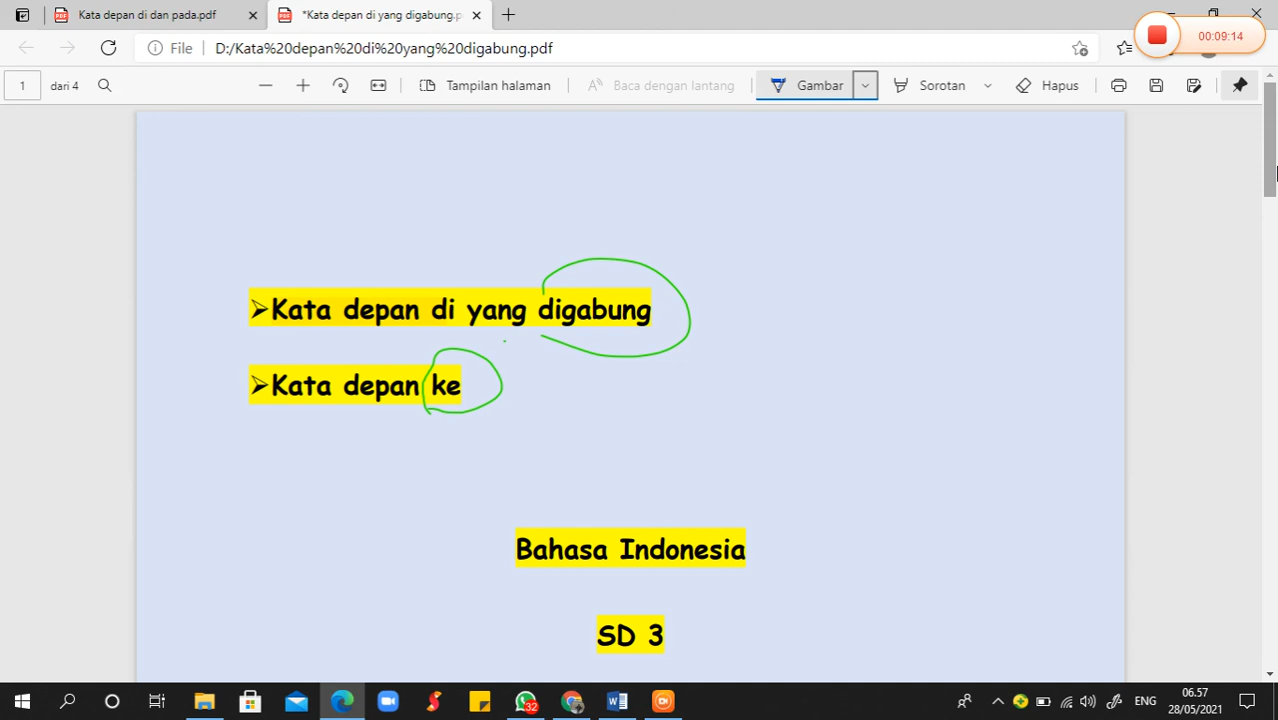 Kata depan di dan pada.pdf
*Kata depan di yang digabung.p
00:09:14
File D:/Kata%20depan%20di%20yang%20digabung.pdf
1 dari 4 Tampilan halaman Baca dengan lantang Gambar Sorotan Hapus
➢Kata depan di yang digabung
➢Kata depan ke
Bahasa Indonesia
SD 3
32
ENG
06.57
28/05/2021